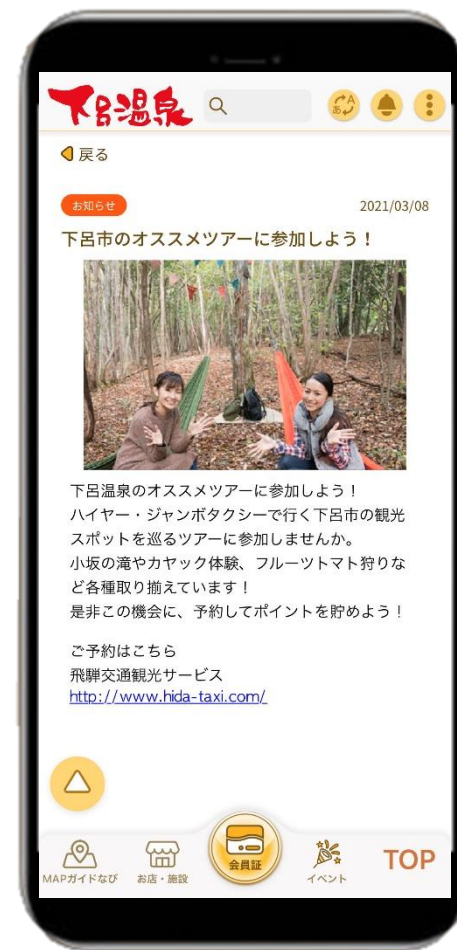 下呂温泉
あA
戻る
お知らせ 2021/03/08
下呂市のオススメツアーに参加しよう!
下呂温泉のオススメツアーに参加しよう!
ハイヤー・ジャンボタクシーで行く下呂市の観光
スポットを巡るツアーに参加しませんか。
小坂の滝やカヤック体験、フルーツトマト狩りな
ど各種取り揃えています!
是非この機会に、予約してポイントを貯めよう!
ご予約はこちら
飛騨交通観光サービス
http://www.hida-taxi.com/
MAPガイドなび お店・施設 会員証 イベント TOP